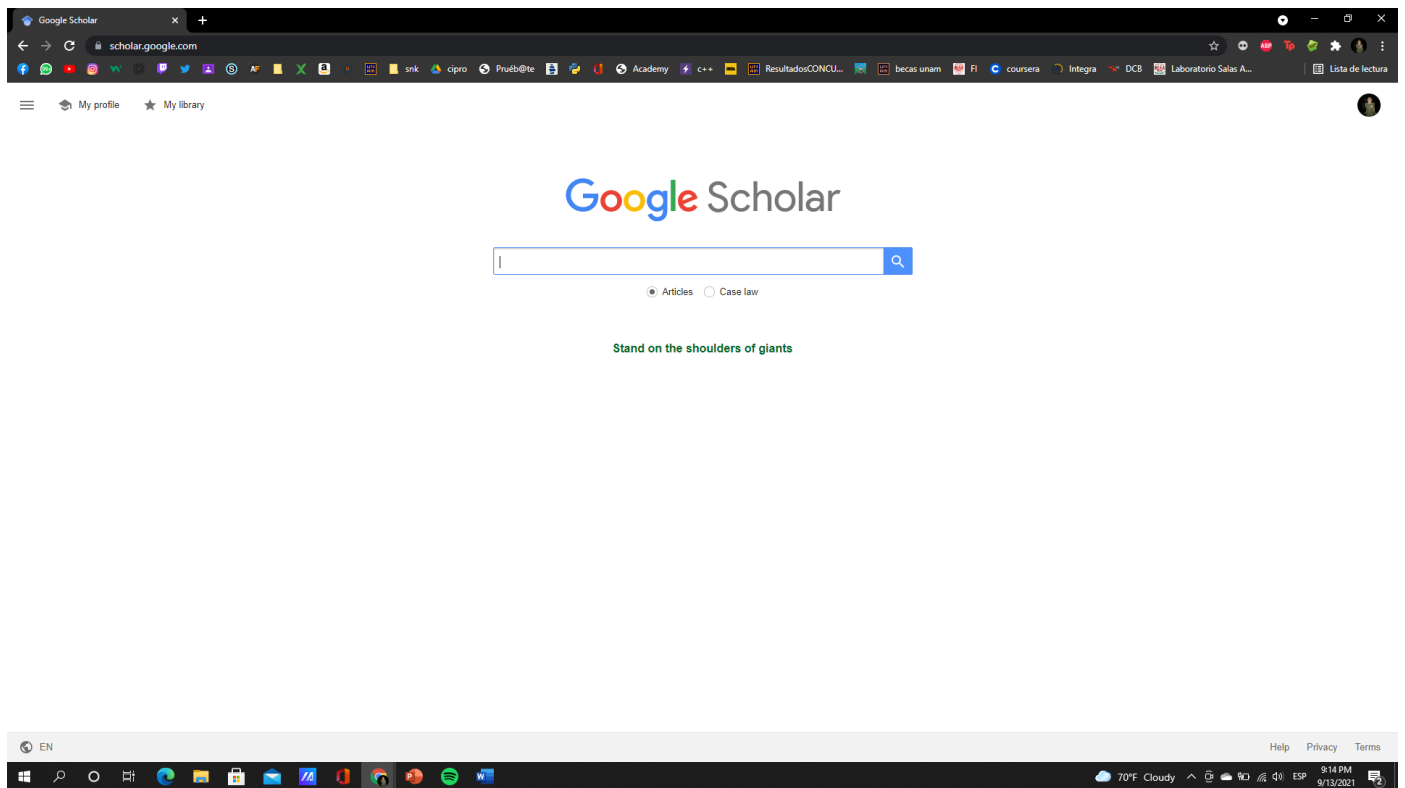 Google Scholar
scholar.google.com
snk cipro Pruéb@te Academy c++ ResultadosCONCU... becas unam FI coursera Integra DCB Laboratorio Salas A... Lista de lectura
My profile My library
Google Scholar
Articles Case law
Stand on the shoulders of giants
EN Help Privacy Terms
70°F Cloudy ESP 9:14 PM
9/13/2021